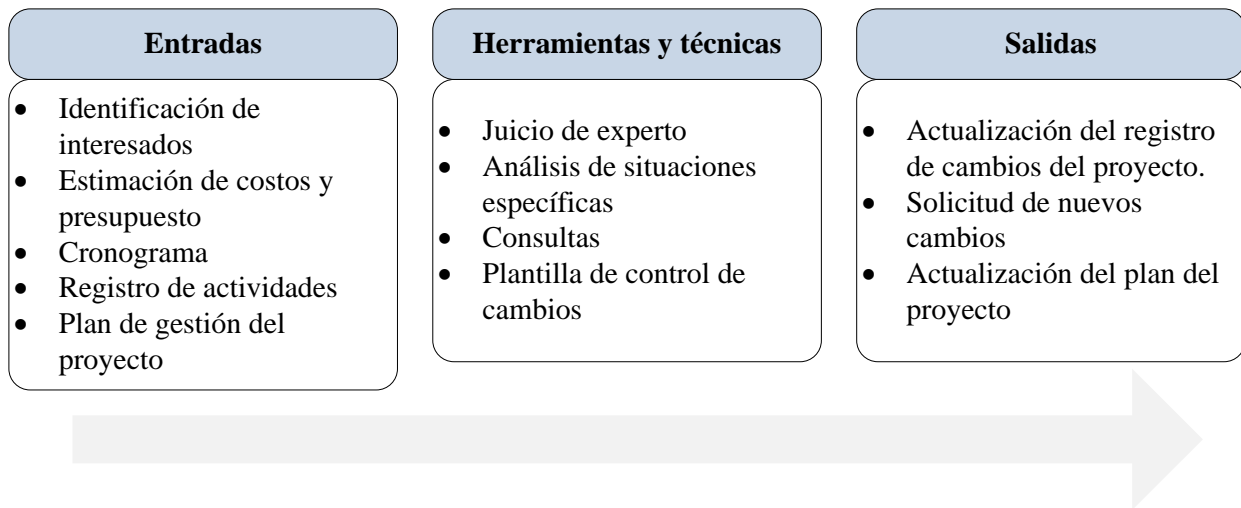 Entradas
• Identificación de
interesados
• Estimación de costos y
presupuesto
• Cronograma
• Registro de actividades
• Plan de gestión del
proyecto
Herramientas y técnicas
• Juicio de experto
• Análisis de situaciones
específicas
• Consultas
• Plantilla de control de
cambios
Salidas
• Actualización del registro
de cambios del proyecto.
• Solicitud de nuevos
cambios
• Actualización del plan del
proyecto